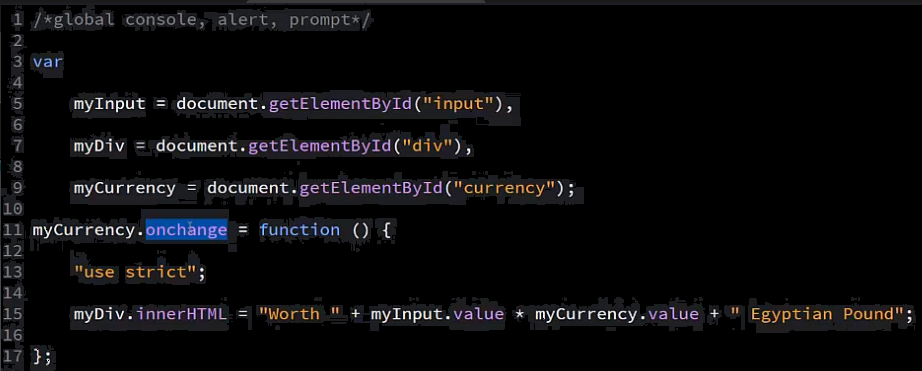 1 /*global console, alert, prompt*/
2
3 var
4
5 myInput = document.getElementById("input"),
6
7 myDiv = document.getElementById("div"),
8
9 myCurrency = document.getElementById("currency");
10
11 myCurrency.onchange = function () {
12
13 "use strict";
14
15 myDiv.innerHTML = "Worth " + myInput.value * myCurrency.value + " Egyptian Pound";
16
17 };